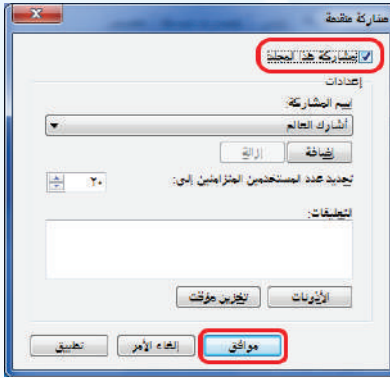 مشاركة متقدمة
مشاركة هذا المجلد
إعدادات
اسم المشاركة:
أشارك العالم
إضافة إزالة
تحديد عدد المستخدمين المتزامنين إلى: ٢٠
التعليقات:
الأذونات تخزين مؤقت
موافق إلغاء الأمر تطبيق